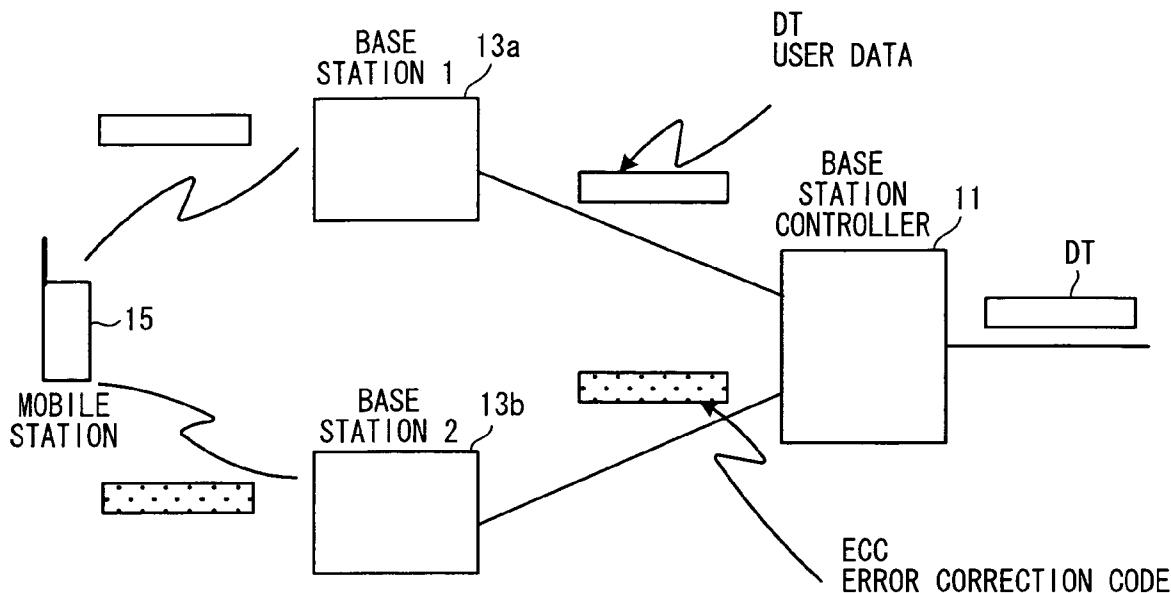 DT
USER DATA
BASE
STATION 1
13a
BASE
STATION
CONTROLLER
11
DT
15
MOBILE
STATION
BASE
STATION 2
13b
ECC
ERROR CORRECTION CODE